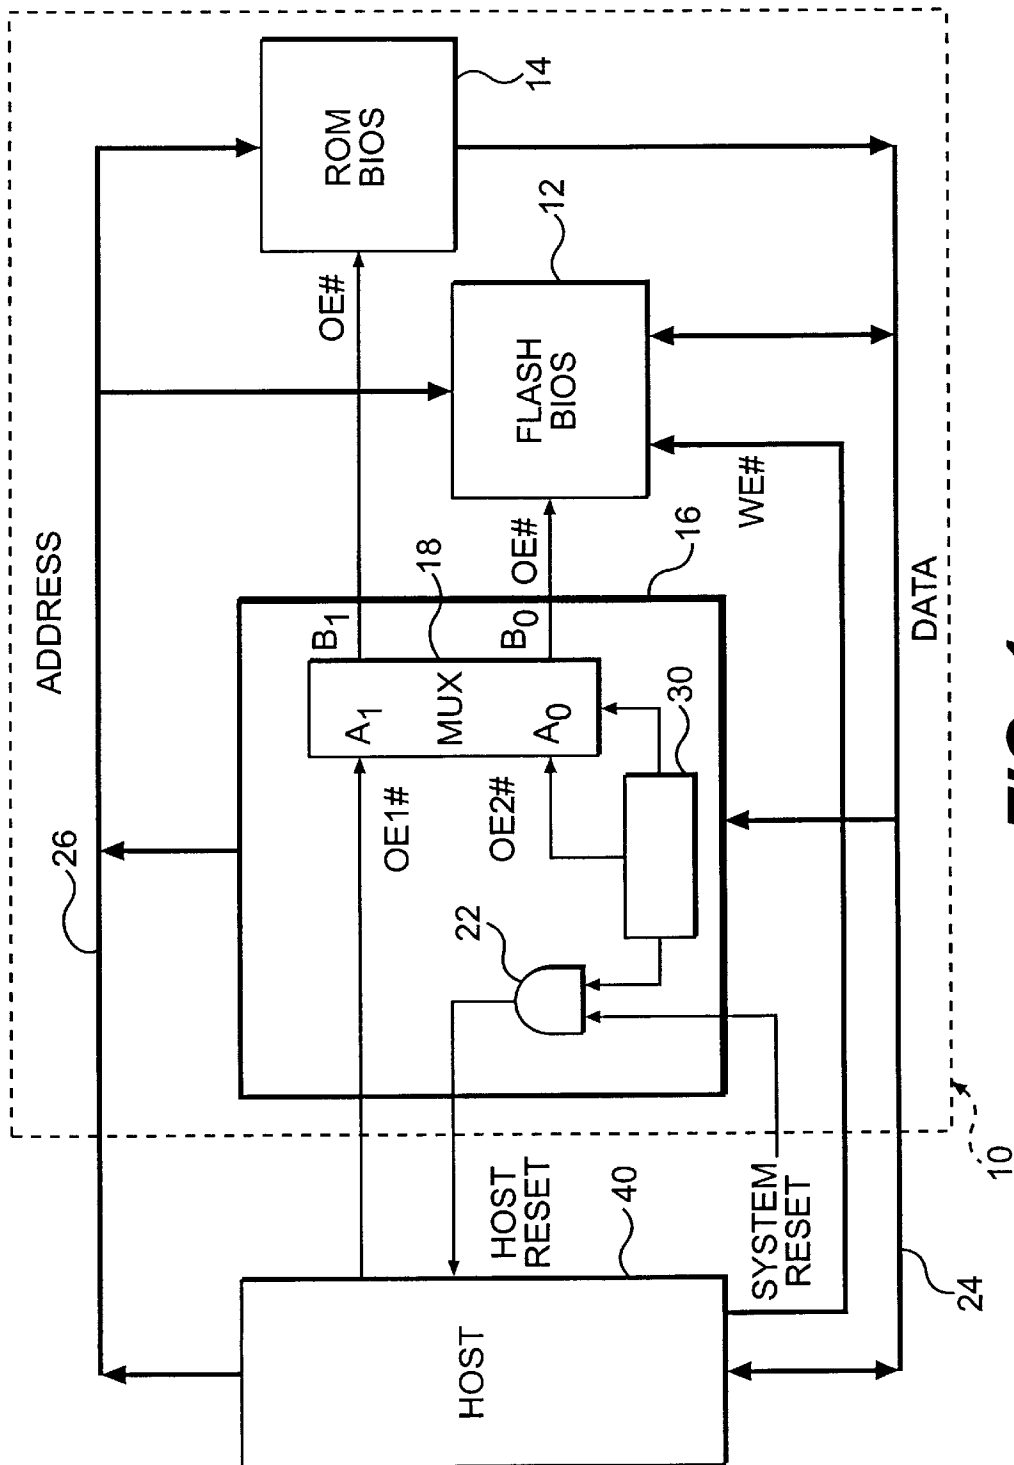 ADDRESS
26
ROM
BIOS
14
OE#
FLASH
BIOS
12
OE#
WE#
16
18
B1
B0
A1
MUX
A0
OE1#
OE2#
30
22
HOST
RESET
SYSTEM
RESET
HOST
40
DATA
24
10